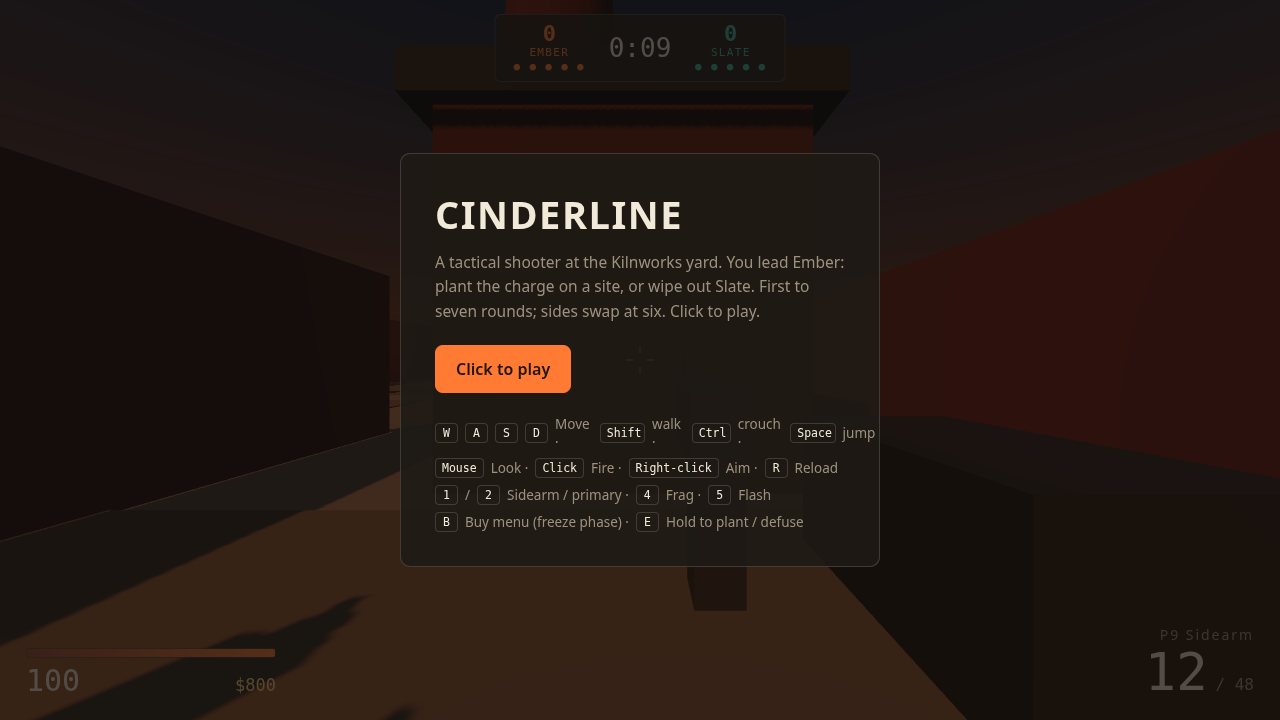 0 0:09 0
EMBER SLATE
CINDERLINE
A tactical shooter at the Kilnworks yard. You lead Ember:
plant the charge on a site, or wipe out Slate. First to
seven rounds; sides swap at six. Click to play.
Click to play
W A S D Move · Shift walk · Ctrl crouch · Space jump
Mouse Look · Click Fire · Right-click Aim · R Reload
1 / 2 Sidearm / primary · 4 Frag · 5 Flash
B Buy menu (freeze phase) · E Hold to plant / defuse
P9 Sidearm
100 $800 12 / 48